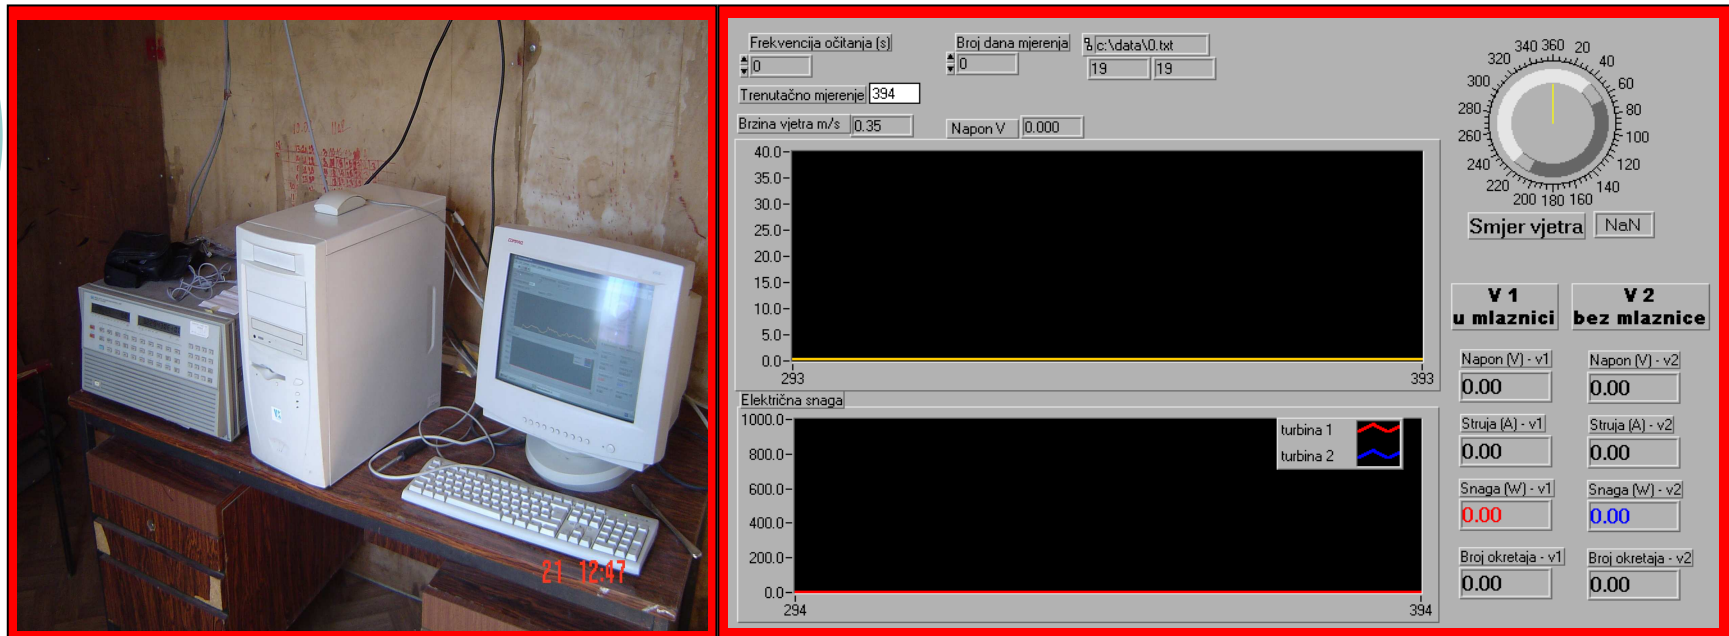 21 12:47
Frekvencija očitanja (s)
0
Broj dana mjerenja
0
c:\data\0.txt
19 19
Trenutačno mjerenje 394
Brzina vjetra m/s 0.35
Napon V 0.000
40.0
35.0
30.0
25.0
20.0
15.0
10.0
5.0
0.0
293 393
Električna snaga
1000.0
800.0
600.0
400.0
200.0
0.0
294 394
turbina 1
turbina 2
340 360 20
320 40
300 60
280 80
260 100
240 120
220 140
200 180 160
Smjer vjetra NaN
V 1
u mlaznici
V 2
bez mlaznice
Napon (V) - v1
0.00
Napon (V) - v2
0.00
Struja (A) - v1
0.00
Struja (A) - v2
0.00
Snaga (W) - v1
0.00
Snaga (W) - v2
0.00
Broj okretaja - v1
0.00
Broj okretaja - v2
0.00